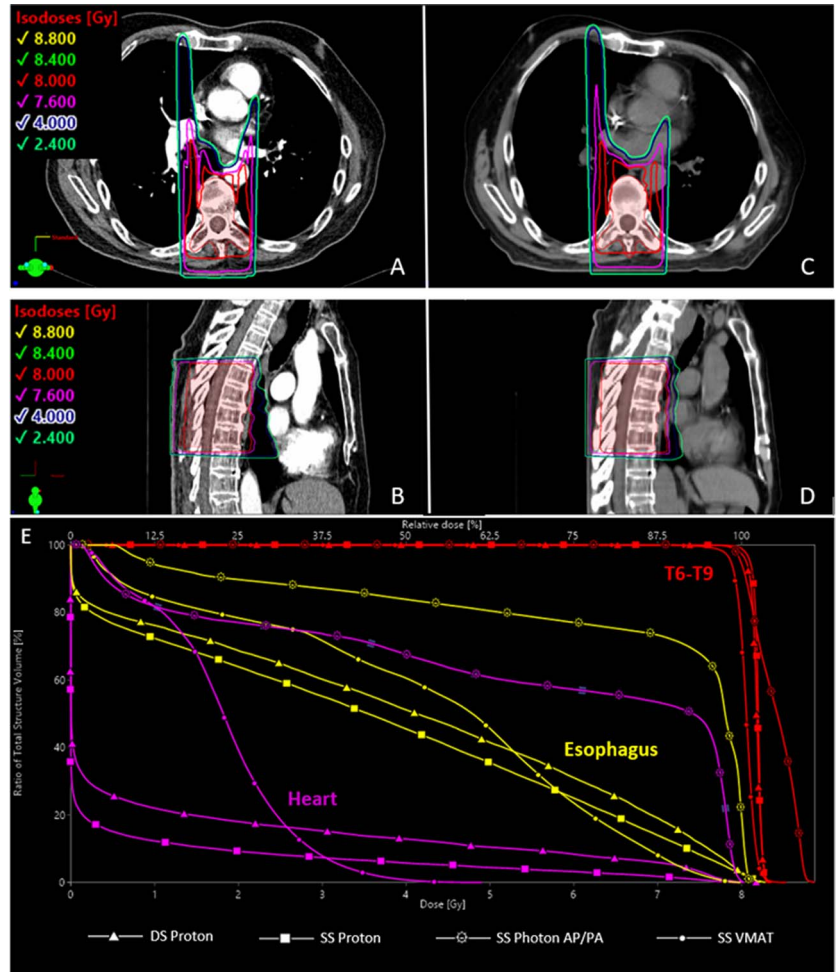 Isodoses [Gy]
✓ 8.800
✓ 8.400
✓ 8.000
✓ 7.600
✓ 4.000
✓ 2.400
A
C
Isodoses [Gy]
✓ 8.800
✓ 8.400
✓ 8.000
✓ 7.600
✓ 4.000
✓ 2.400
B
D
E
Relative dose [%]
0 12.5 25 37.5 50 62.5 75 87.5 100
100
80
60
40
20
0
Ratio of Total Structure Volume [%]
T6-T9
Esophagus
Heart
0 1 2 3 4 5 6 7 8
Dose [Gy]
DS Proton SS Proton SS Photon AP/PA SS VMAT